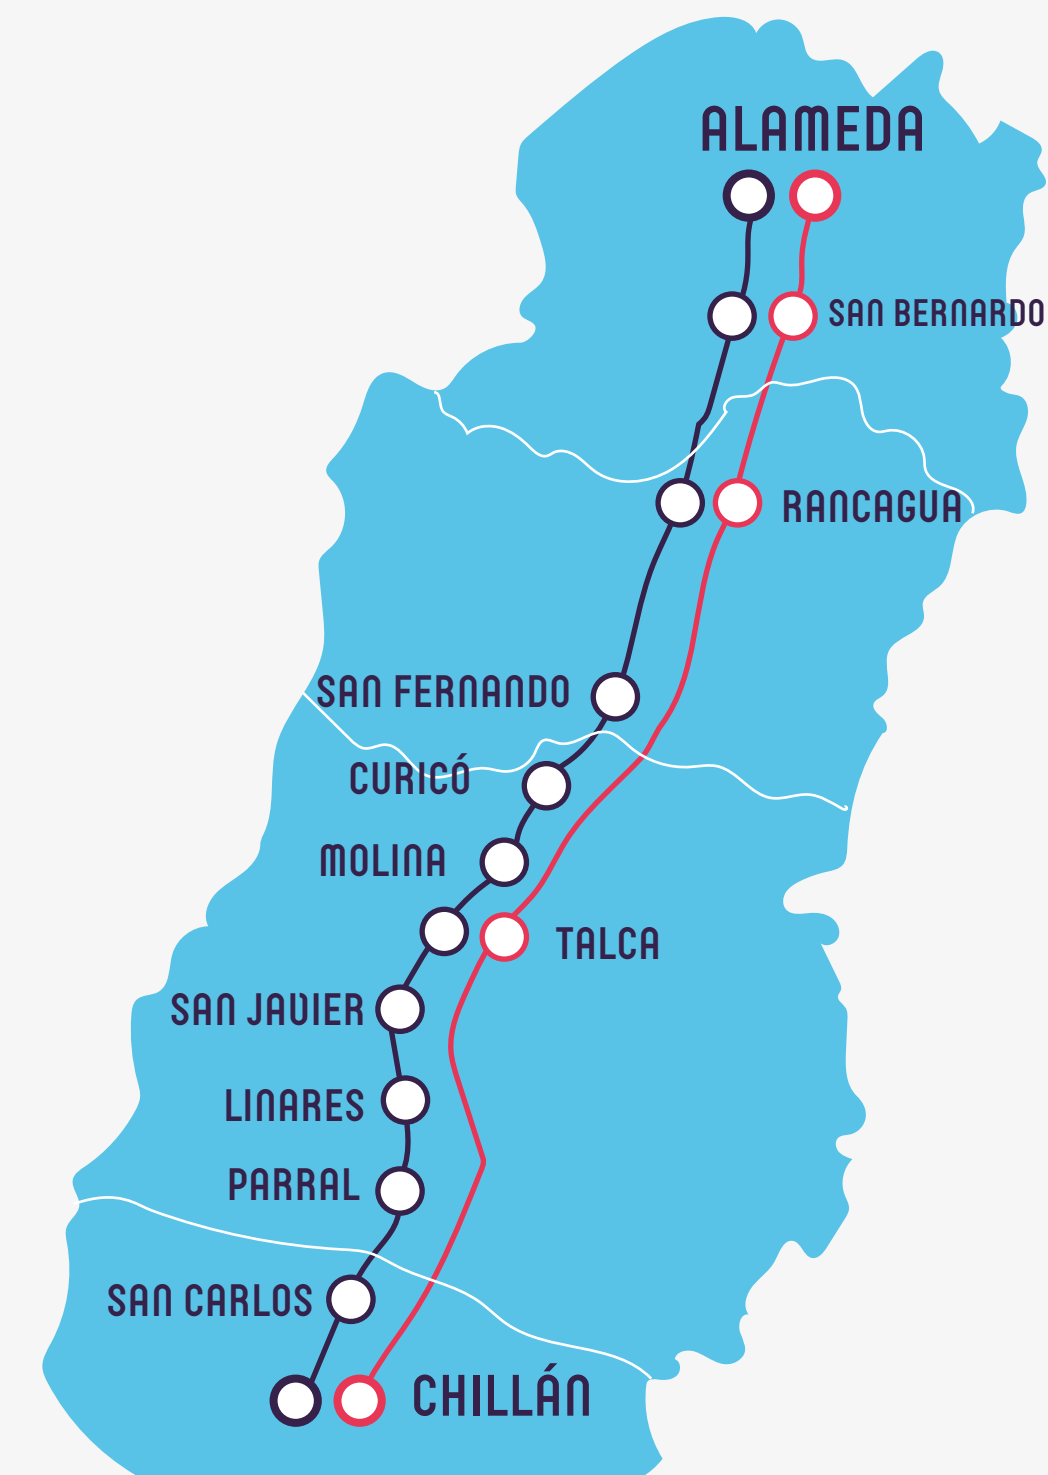 ALAMEDA
SAN BERNARDO
RANCAGUA
SAN FERNANDO
CURICÓ
MOLINA
TALCA
SAN JAVIER
LINARES
PARRAL
SAN CARLOS
CHILLÁN